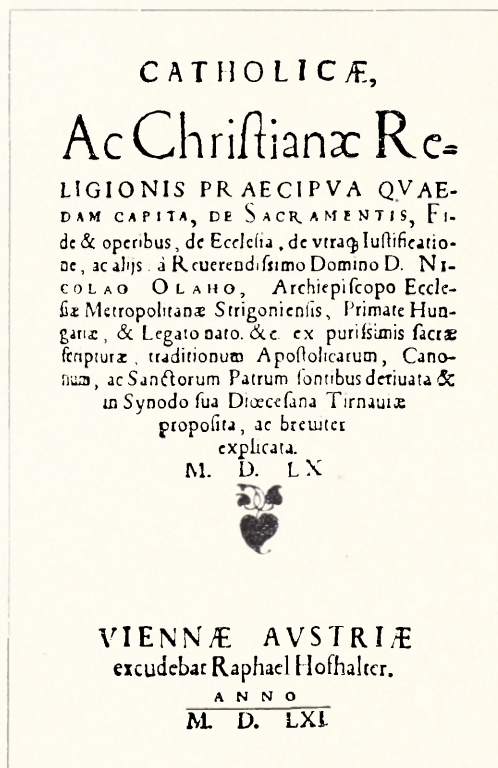 CATHOLICÆ,
Ac Chriſtianæ Re=
LIGIONIS PRAECIPVA QVAE-
DAM CAPITA, DE SACRAMENTIS, FI-
de & operibus, de Eccleſia, de vtraq; Iuſtificatio-
ne, ac alijs. à Reuerendiſsimo Domino D. NI-
COLAO OLAHO, Archiepiſcopo Eccle-
ſiæ Metropolitanæ Strigonienſis, Primate Hun-
gariæ, & Legato nato. &c. ex puriſsimis ſacræ
ſcripturæ, traditionum Apoſtolicarum, Cano-
num, ac Sanctorum Patrum fontibus deriuata &
in Synodo ſua Diœceſana Tirnauiæ
propoſita, ac breuiter
explicata.
M. D. LX
VIENNÆ AVSTRIÆ
excudebat Raphael Hofhalter.
ANNO
M. D. LXI.